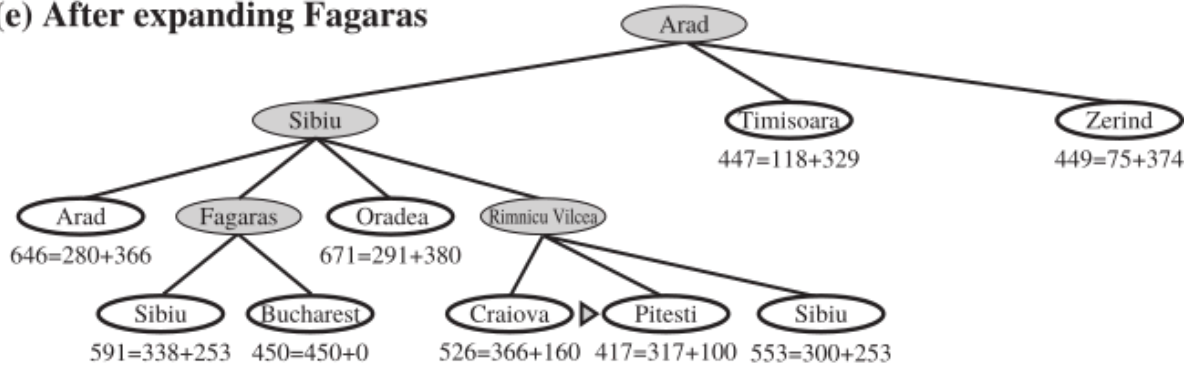 (e) After expanding Fagaras
Arad
Sibiu
Timisoara
Zerind
447=118+329
449=75+374
Arad
Fagaras
Oradea
Rimnicu Vilcea
646=280+366
671=291+380
Sibiu
Bucharest
Craiova
Pitesti
Sibiu
591=338+253
450=450+0
526=366+160
417=317+100
553=300+253